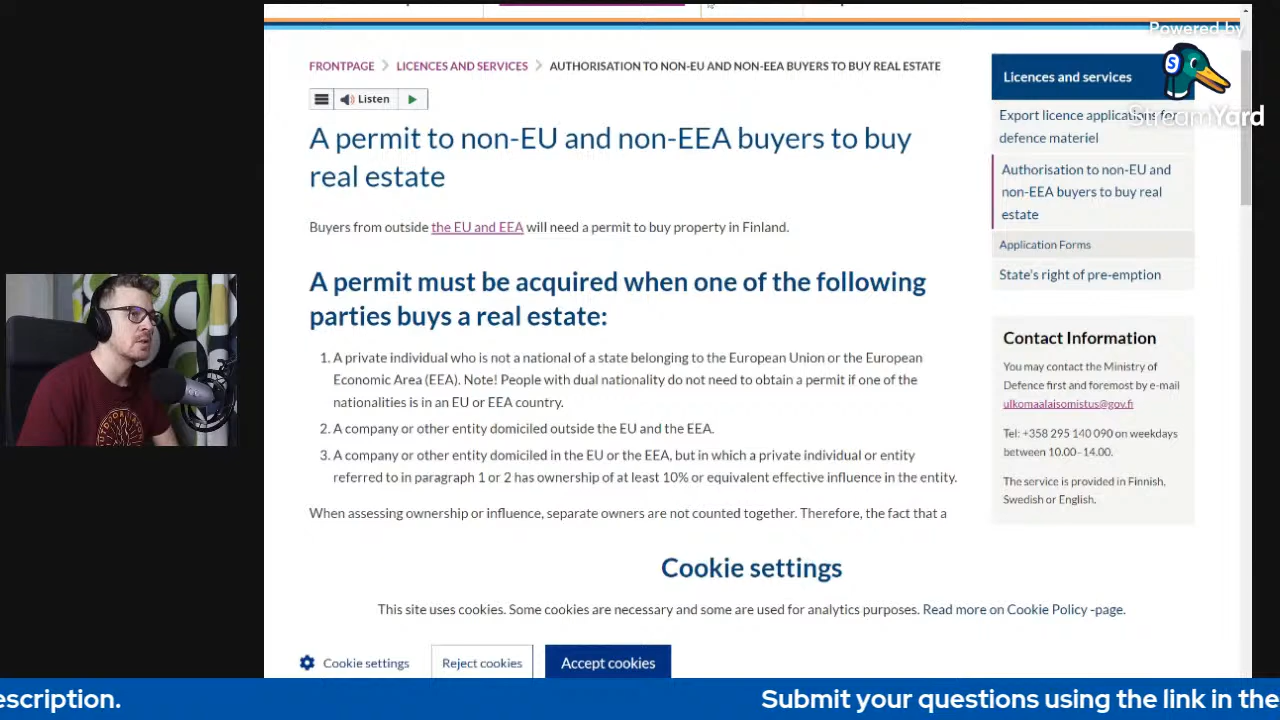 Powered by
StreamYard
FRONTPAGE
LICENCES AND SERVICES
AUTHORISATION TO NON-EU AND NON-EEA BUYERS TO BUY REAL ESTATE
Listen
A permit to non-EU and non-EEA buyers to buy
real estate
Buyers from outside the EU and EEA will need a permit to buy property in Finland.
A permit must be acquired when one of the following
parties buys a real estate:
1. A private individual who is not a national of a state belonging to the European Union or the European
Economic Area (EEA). Note! People with dual nationality do not need to obtain a permit if one of the
nationalities is in an EU or EEA country.
2. A company or other entity domiciled outside the EU and the EEA.
3. A company or other entity domiciled in the EU or the EEA, but in which a private individual or entity
referred to in paragraph 1 or 2 has ownership of at least 10% or equivalent effective influence in the entity.
When assessing ownership or influence, separate owners are not counted together. Therefore, the fact that a
Licences and services
Export licence applications for
defence materiel
Authorisation to non-EU and
non-EEA buyers to buy real
estate
Application Forms
State's right of pre-emption
Contact Information
You may contact the Ministry of
Defence first and foremost by e-mail
ulkomaalaisomistus@gov.fi
Tel: +358 295 140 090 on weekdays
between 10.00–14.00.
The service is provided in Finnish,
Swedish or English.
Cookie settings
This site uses cookies. Some cookies are necessary and some are used for analytics purposes. Read more on Cookie Policy -page.
Cookie settings
Reject cookies
Accept cookies
escription.
Submit your questions using the link in the